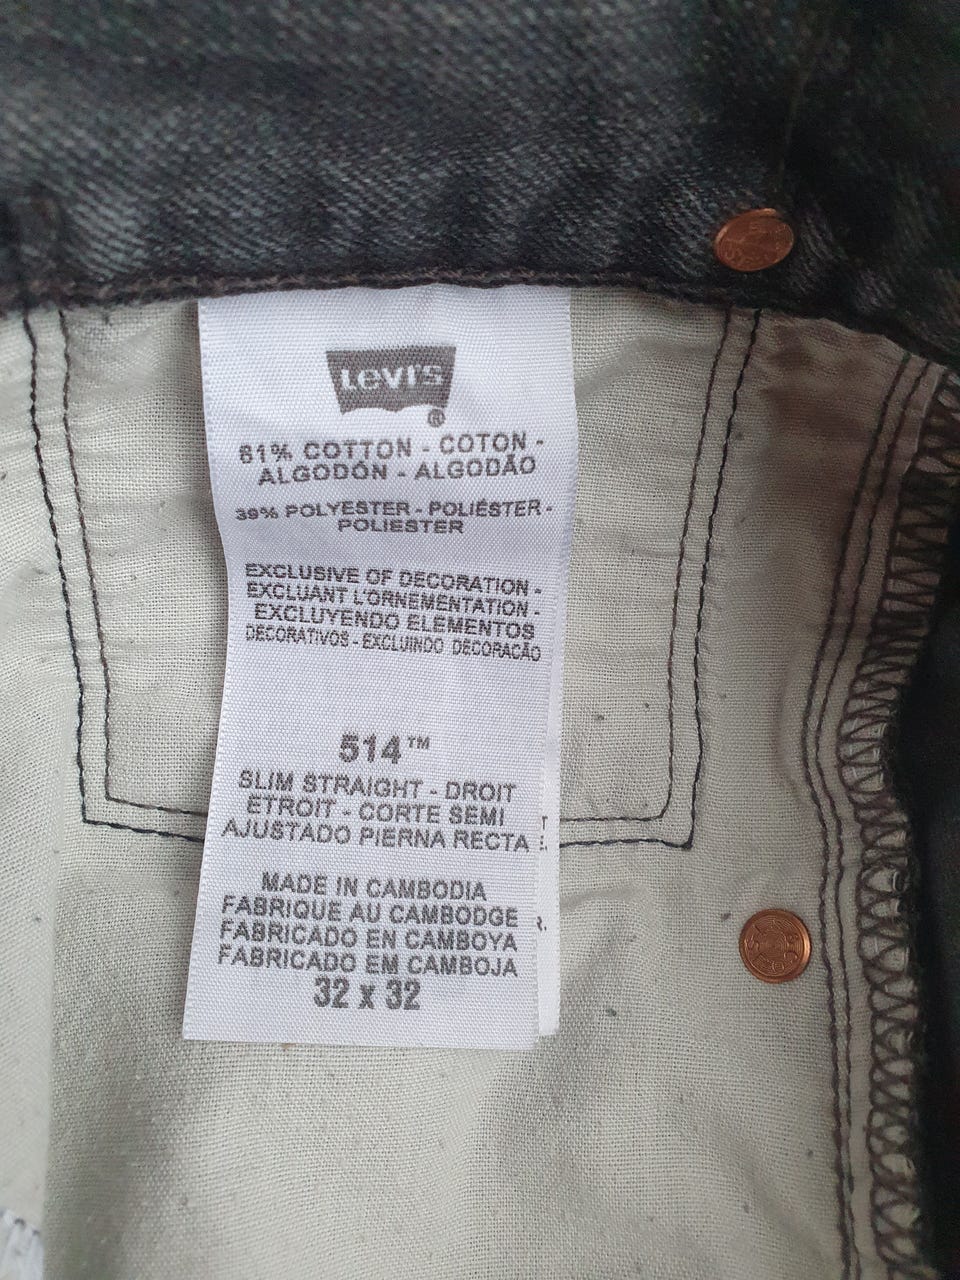 LEVI'S®
61% COTTON - COTON -
ALGODÓN - ALGODÃO
39% POLYESTER - POLIÉSTER -
POLIESTER
EXCLUSIVE OF DECORATION -
EXCLUANT L'ORNEMENTATION -
EXCLUYENDO ELEMENTOS
DECORATIVOS - EXCLUINDO DECORACÃO
514™
SLIM STRAIGHT - DROIT
ETROIT - CORTE SEMI
AJUSTADO PIERNA RECTA
MADE IN CAMBODIA
FABRIQUE AU CAMBODGE
FABRICADO EN CAMBOYA
FABRICADO EM CAMBOJA
32 x 32